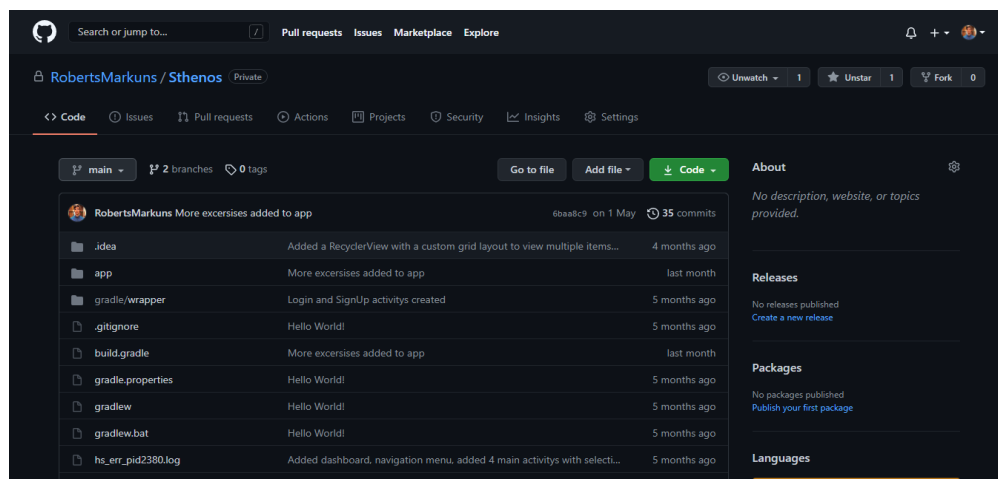 Search or jump to... /
Pull requests Issues Marketplace Explore
RobertsMarkuns / Sthenos Private
Unwatch 1 Unstar 1 Fork 0
Code Issues Pull requests Actions Projects Security Insights Settings
main 2 branches 0 tags Go to file Add file Code
RobertsMarkuns More excersises added to app 6baa8c9 on 1 May 35 commits
.idea Added a RecyclerView with a custom grid layout to view multiple items... 4 months ago
app More excersises added to app last month
gradle/wrapper Login and SignUp activitys created 5 months ago
.gitignore Hello World! 5 months ago
build.gradle More excersises added to app last month
gradle.properties Hello World! 5 months ago
gradlew Hello World! 5 months ago
gradlew.bat Hello World! 5 months ago
hs_err_pid2380.log Added dashboard, navigation menu, added 4 main activitys with selecti... 5 months ago
About
No description, website, or topics
provided.
Releases
No releases published
Create a new release
Packages
No packages published
Publish your first package
Languages